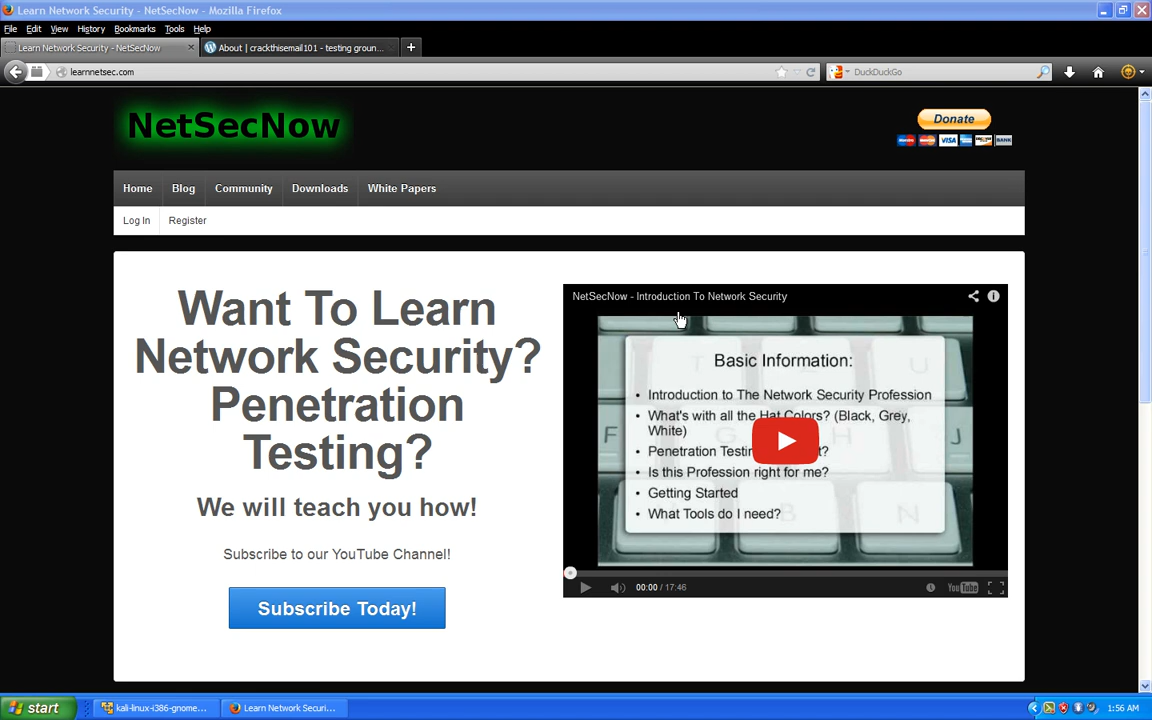 Learn Network Security - NetSecNow - Mozilla Firefox
File Edit View History Bookmarks Tools Help
Learn Network Security - NetSecNow
About | crackthisemail101 - testing groun...
learnnetsec.com
DuckDuckGo
NetSecNow
Donate
VISA
BANK
Home Blog Community Downloads White Papers
Log In Register
Want To Learn
Network Security?
Penetration
Testing?
We will teach you how!
Subscribe to our YouTube Channel!
Subscribe Today!
NetSecNow - Introduction To Network Security
Basic Information:
• Introduction to The Network Security Profession
• What's with all the Hat Colors? (Black, Grey,
White)
• Penetration
• Is this Profession right for me?
• Getting Started
• What Tools do I need?
00:00 / 17:46
YouTube
start
kali-linux-i386-gnome...
Learn Network Securi...
1:56 AM